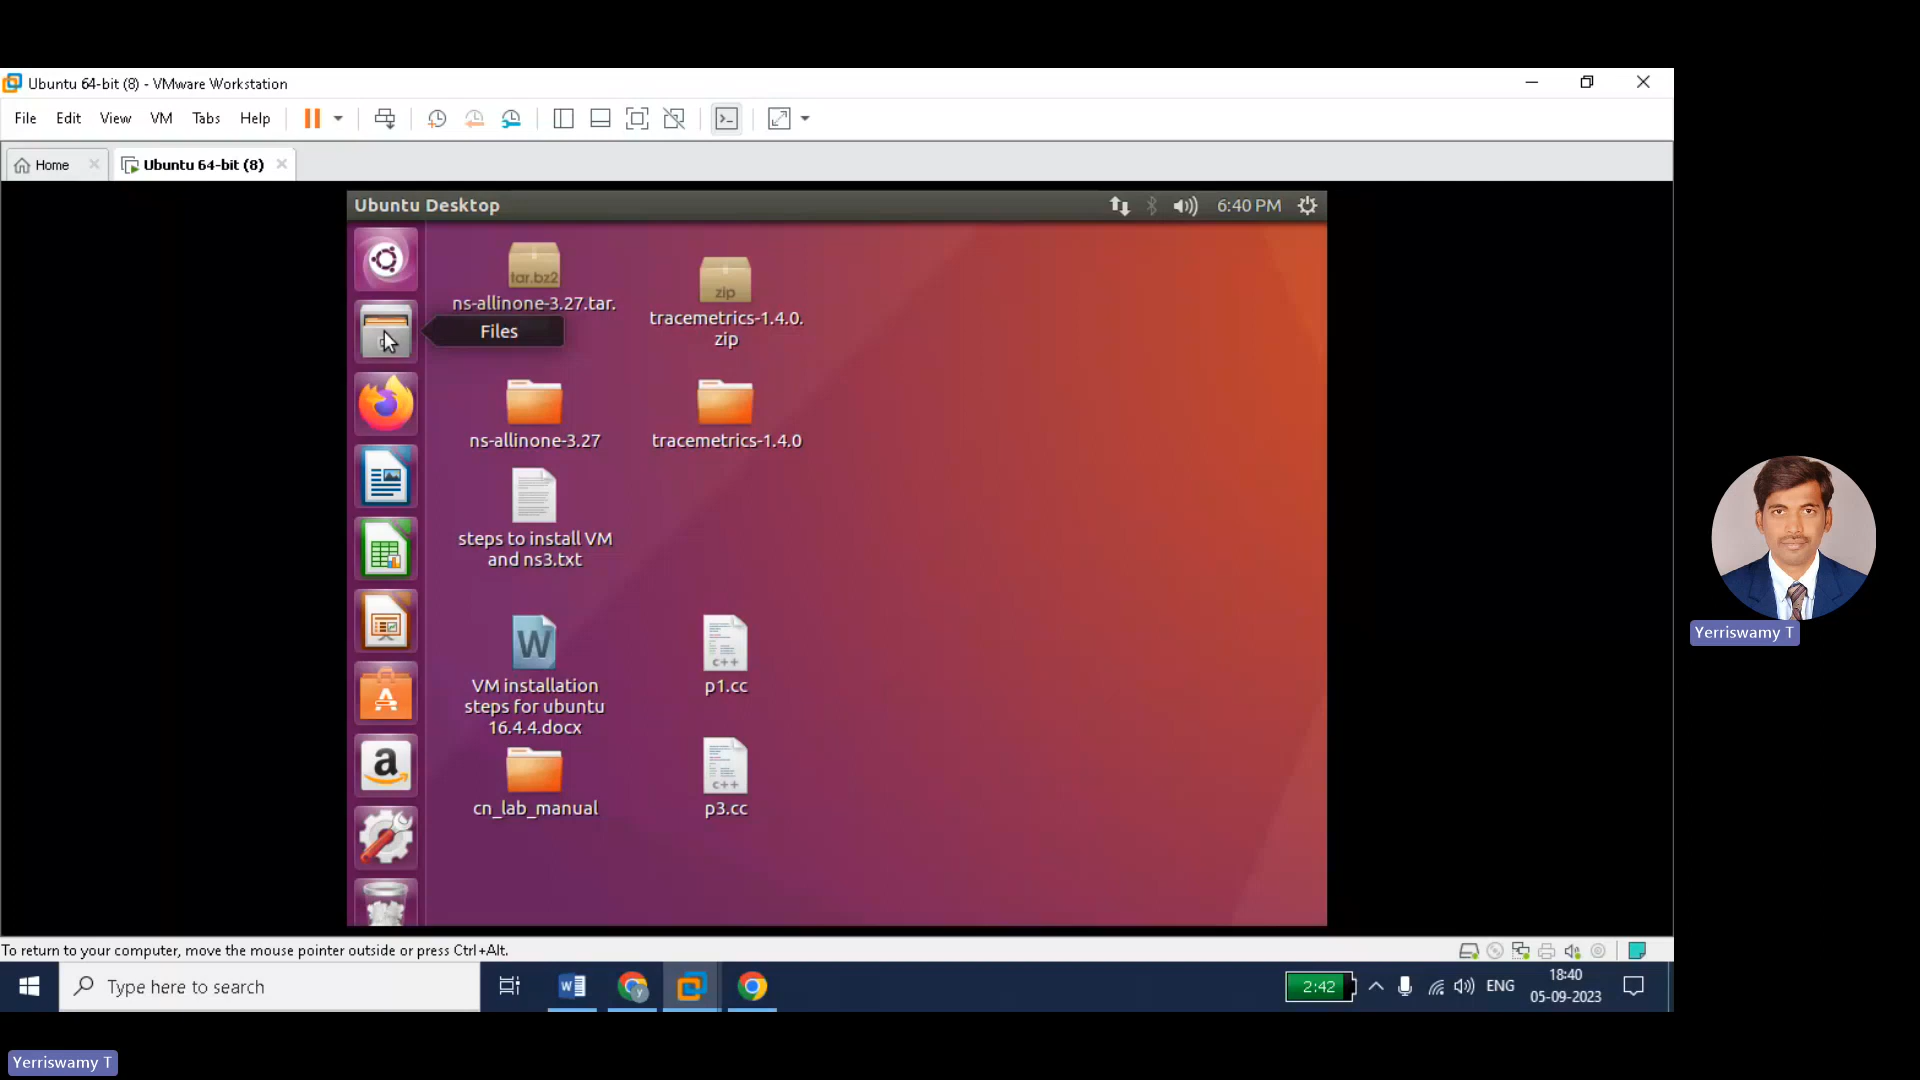 Ubuntu 64-bit (8) - VMware Workstation
File Edit View VM Tabs Help
Home
Ubuntu 64-bit (8)
Ubuntu Desktop
6:40 PM
tar.bz2
ns-allinone-3.27.tar.
zip
tracemetrics-1.4.0.
zip
Files
ns-allinone-3.27
tracemetrics-1.4.0
steps to install VM
and ns3.txt
W
VM installation
steps for ubuntu
16.4.4.docx
c++
p1.cc
a
cn_lab_manual
c++
p3.cc
Yerriswamy T
To return to your computer, move the mouse pointer outside or press Ctrl+Alt.
Type here to search
W
y
2:42
ENG
18:40
05-09-2023
Yerriswamy T